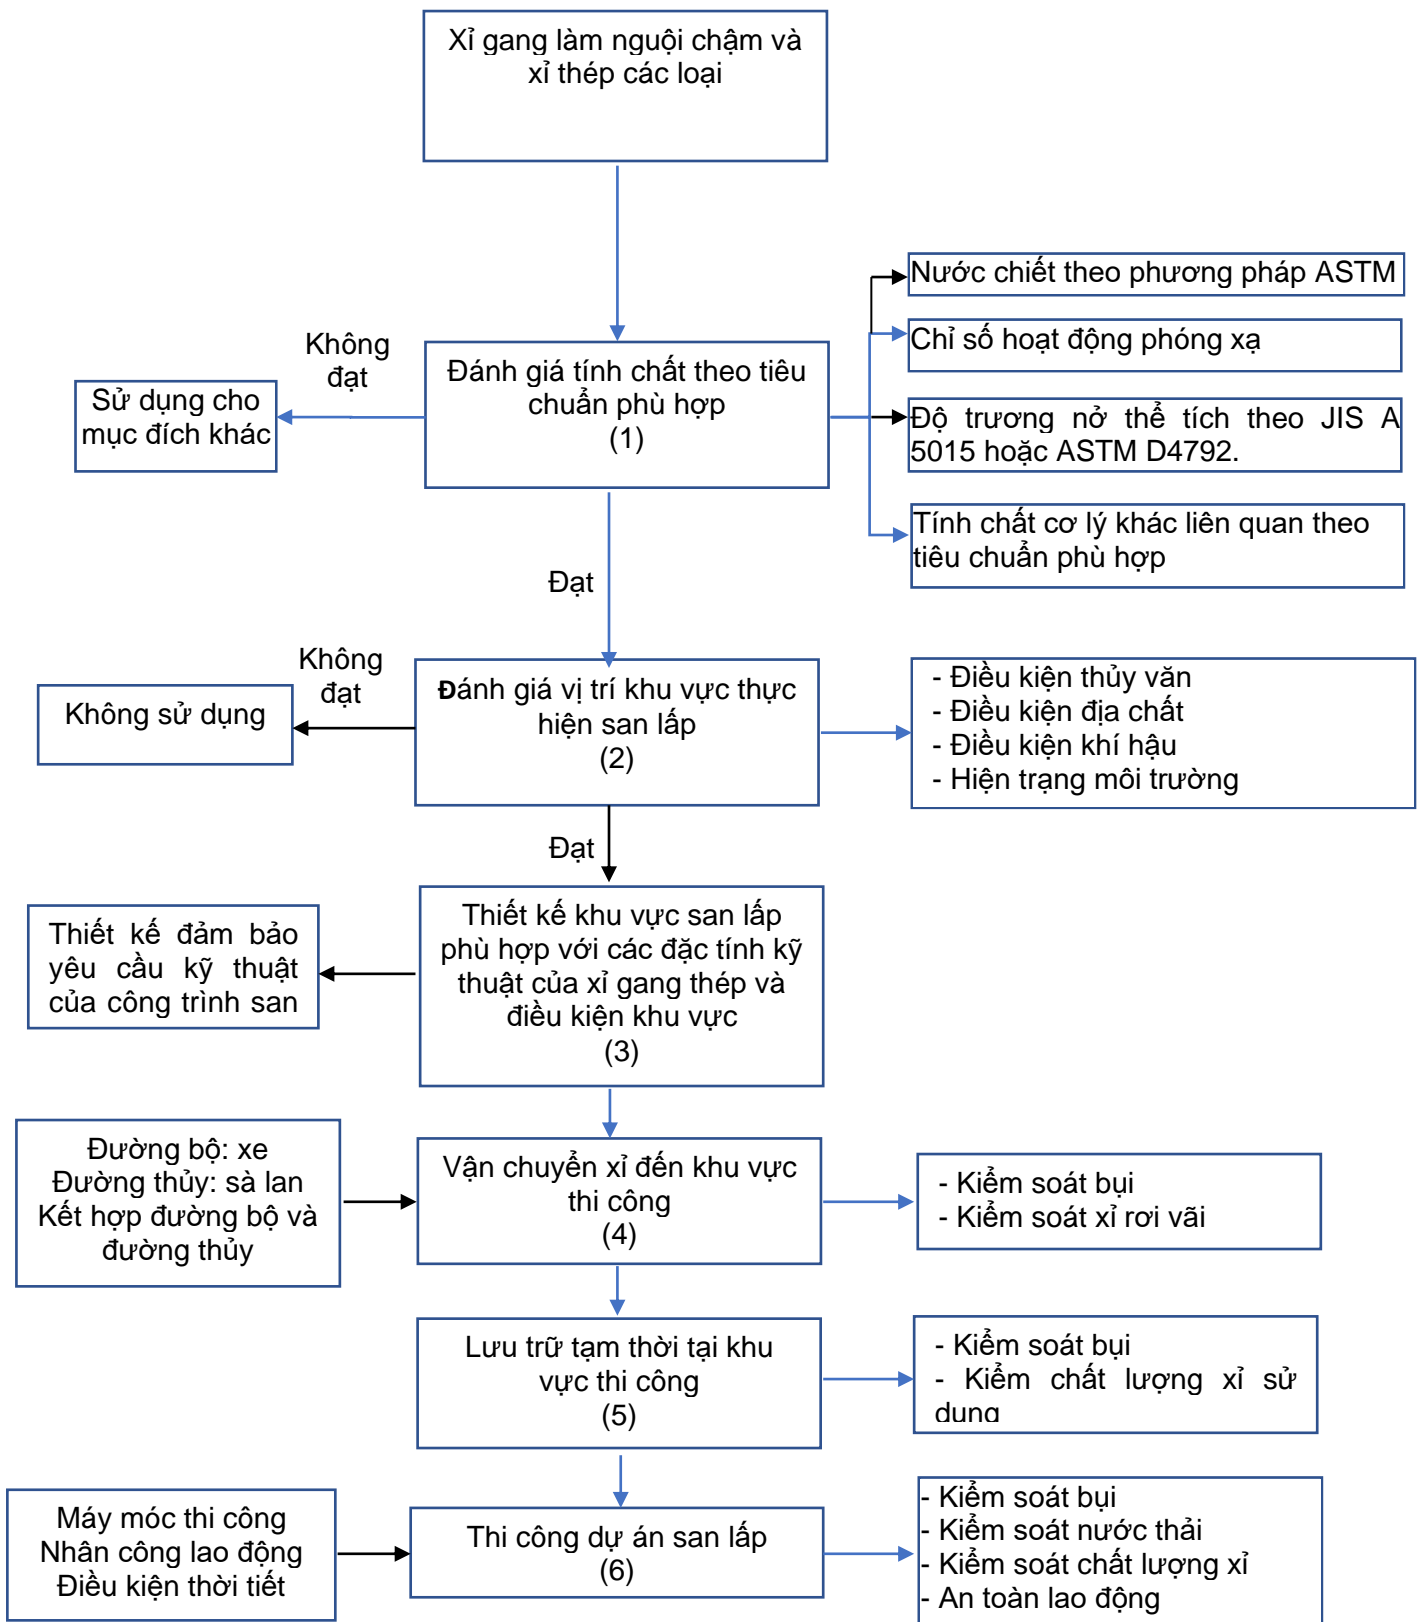 Xỉ gang làm nguội chậm và
xỉ thép các loại
Nước chiết theo phương pháp ASTM
Chỉ số hoạt động phóng xạ
Độ trương nở thể tích theo JIS A
5015 hoặc ASTM D4792.
Tính chất cơ lý khác liên quan theo
tiêu chuẩn phù hợp
Không
đạt
Đánh giá tính chất theo tiêu
chuẩn phù hợp
(1)
Sử dụng cho
mục đích khác
Đạt
Không
đạt
Đánh giá vị trí khu vực thực
hiện san lấp
(2)
Không sử dụng
- Điều kiện thủy văn
- Điều kiện địa chất
- Điều kiện khí hậu
- Hiện trạng môi trường
Đạt
Thiết kế khu vực san lấp
phù hợp với các đặc tính kỹ
thuật của xỉ gang thép và
điều kiện khu vực
(3)
Thiết kế đảm bảo
yêu cầu kỹ thuật
của công trình san
Đường bộ: xe
Đường thủy: sà lan
Kết hợp đường bộ và
đường thủy
Vận chuyển xỉ đến khu vực
thi công
(4)
- Kiểm soát bụi
- Kiểm soát xỉ rơi vãi
Lưu trữ tạm thời tại khu
vực thi công
(5)
- Kiểm soát bụi
- Kiểm chất lượng xỉ sử
dụng
Máy móc thi công
Nhân công lao động
Điều kiện thời tiết
Thi công dự án san lấp
(6)
- Kiểm soát bụi
- Kiểm soát nước thải
- Kiểm soát chất lượng xỉ
- An toàn lao động